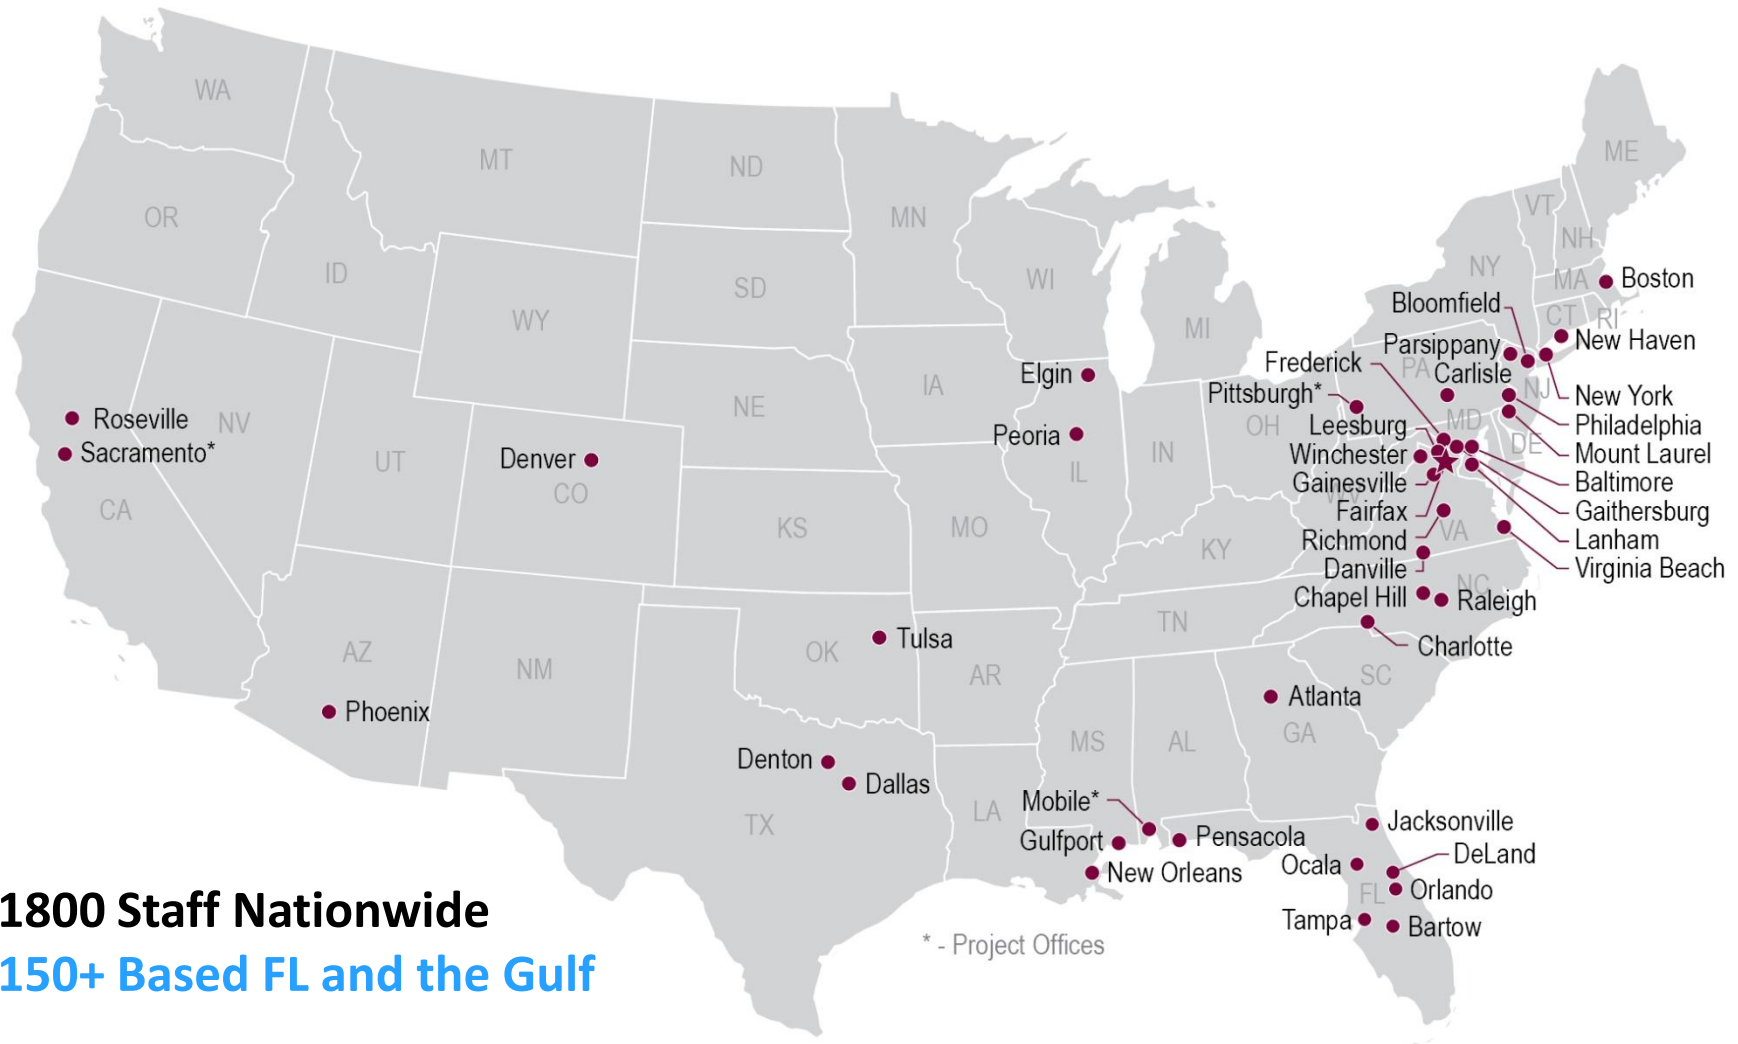 WA
MT
ND
MN
ME
VT
NH
OR
ID
SD
WI
NY
MA
Boston
Bloomfield
CT
RI
WY
MI
New Haven
Parsippany
Frederick
PA
Carlisle
Elgin
IA
NJ
Pittsburgh*
New York
NE
OH
MD
Philadelphia
Leesburg
Roseville
NV
Peoria
DE
Mount Laurel
Sacramento*
UT
Denver
IN
Winchester
Baltimore
CO
IL
Gainesville
WV
Gaithersburg
CA
KS
MO
Fairfax
VA
Richmond
Lanham
KY
Danville
Virginia Beach
NC
Chapel Hill
Raleigh
TN
Charlotte
AZ
NM
OK
Tulsa
AR
SC
Phoenix
Atlanta
MS
AL
GA
Denton
Dallas
TX
LA
Mobile*
Gulfport
Pensacola
New Orleans
Jacksonville
DeLand
Ocala
FL
Orlando
Tampa
Bartow
1800 Staff Nationwide
* - Project Offices
150+ Based FL and the Gulf